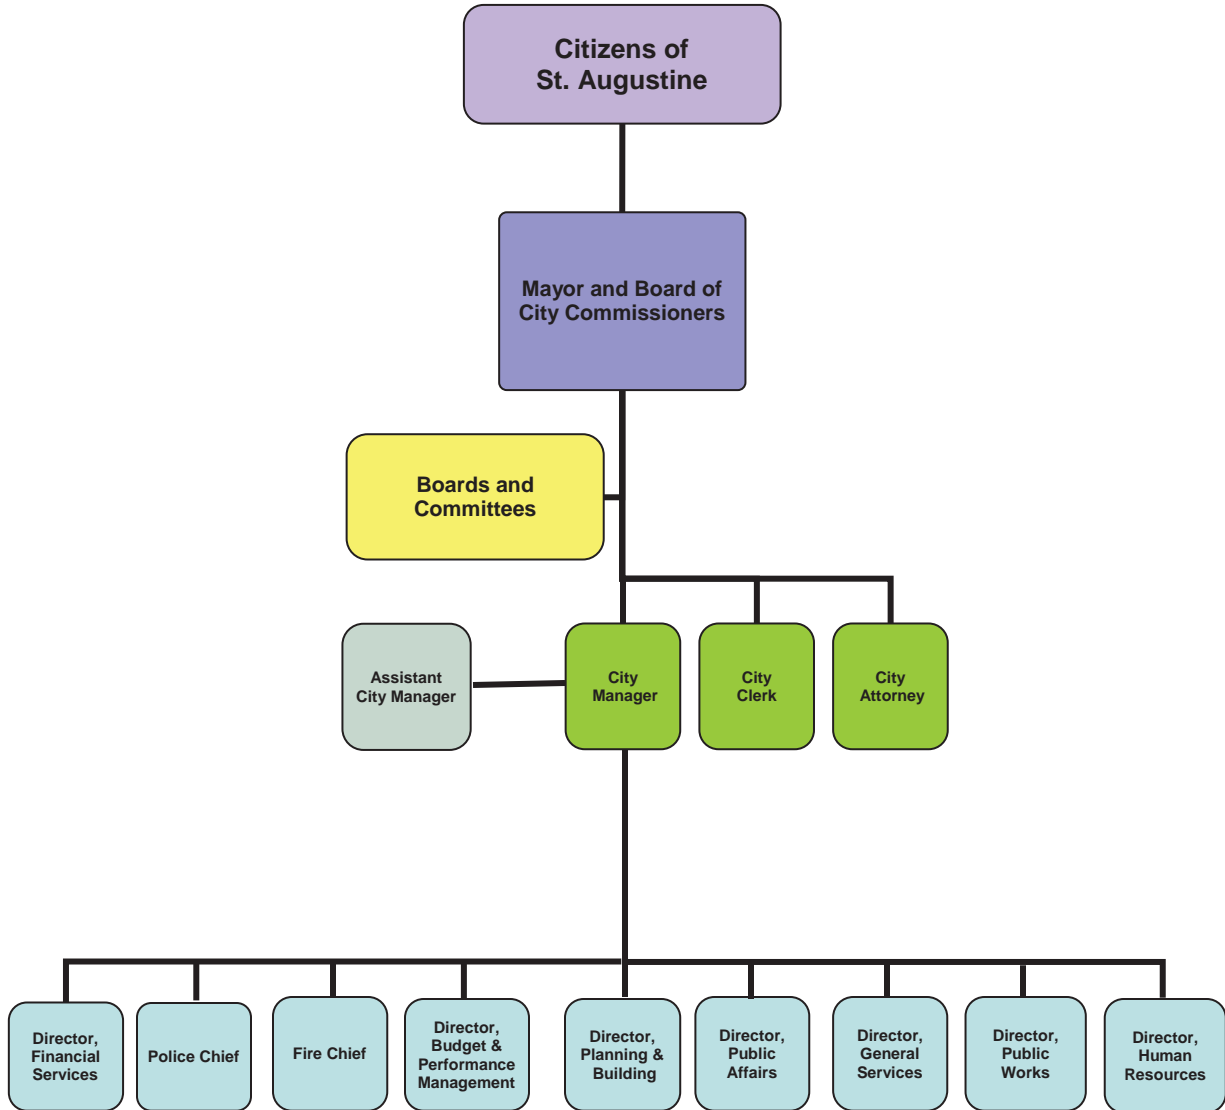 Citizens of
St. Augustine
Mayor and Board of
City Commissioners
Boards and
Committees
Assistant
City Manager
City
Manager
City
Clerk
City
Attorney
Director,
Financial
Services
Police Chief
Fire Chief
Director,
Budget &
Performance
Management
Director,
Planning &
Building
Director,
Public
Affairs
Director,
General
Services
Director,
Public
Works
Director,
Human
Resources